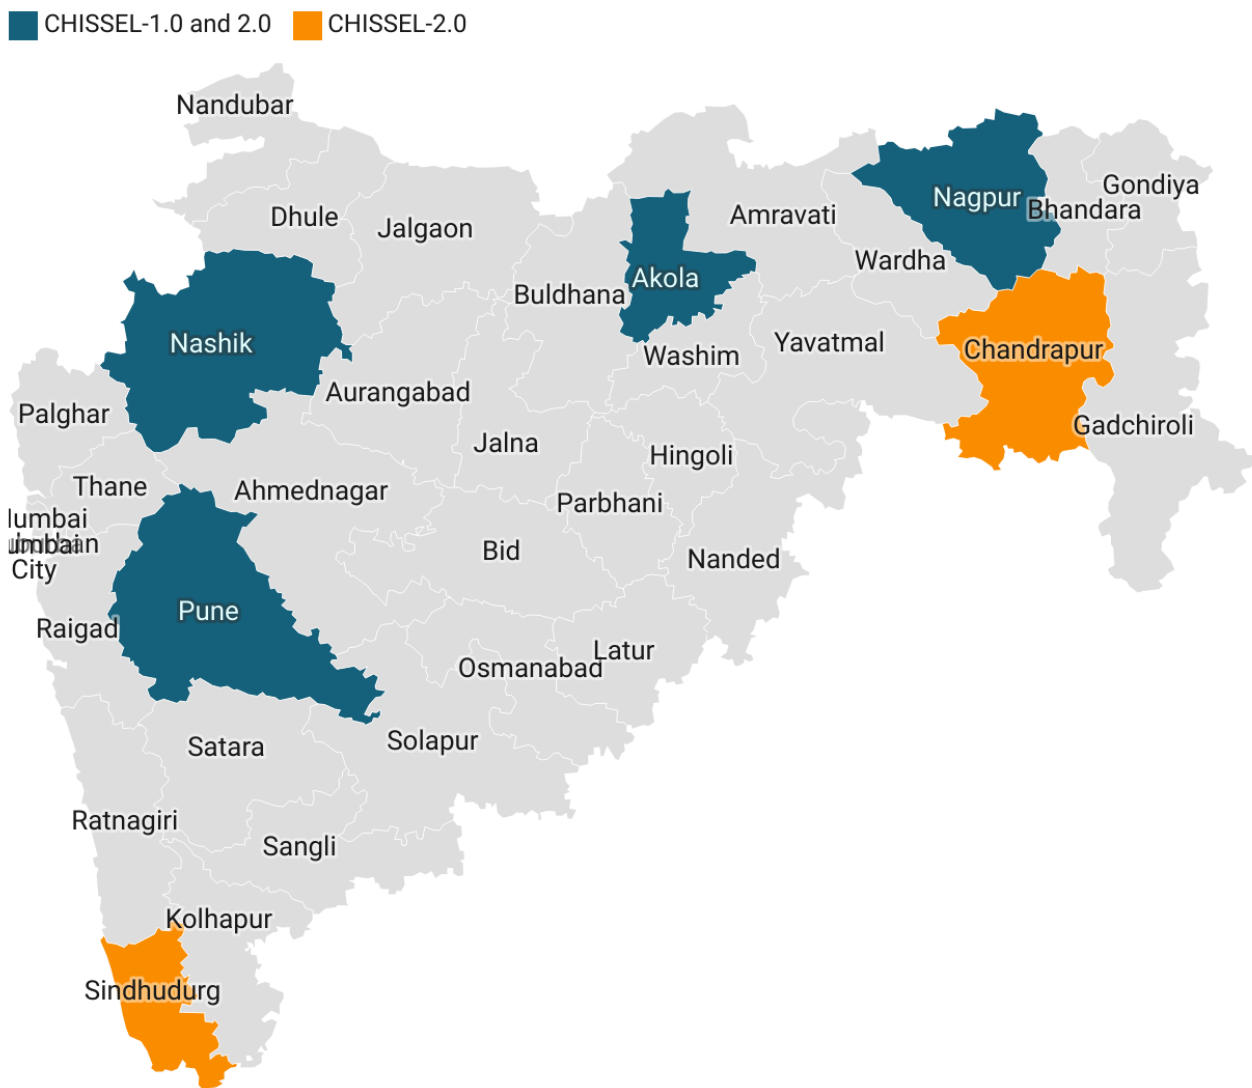 CHISSEL-1.0 and 2.0 CHISSEL-2.0
Nandubar
Nagpur
Gondiya
Bhandara
Dhule
Jalgaon
Amravati
Wardha
Akola
Buldhana
Nashik
Washim
Yavatmal
Chandrapur
Aurangabad
Palghar
Gadchiroli
Jalna
Hingoli
Thane
Ahmednagar
Parbhani
City
Bid
Nanded
Pune
Raigad
Latur
Osmanabad
Satara
Solapur
Ratnagiri
Sangli
Kolhapur
Sindhudurg